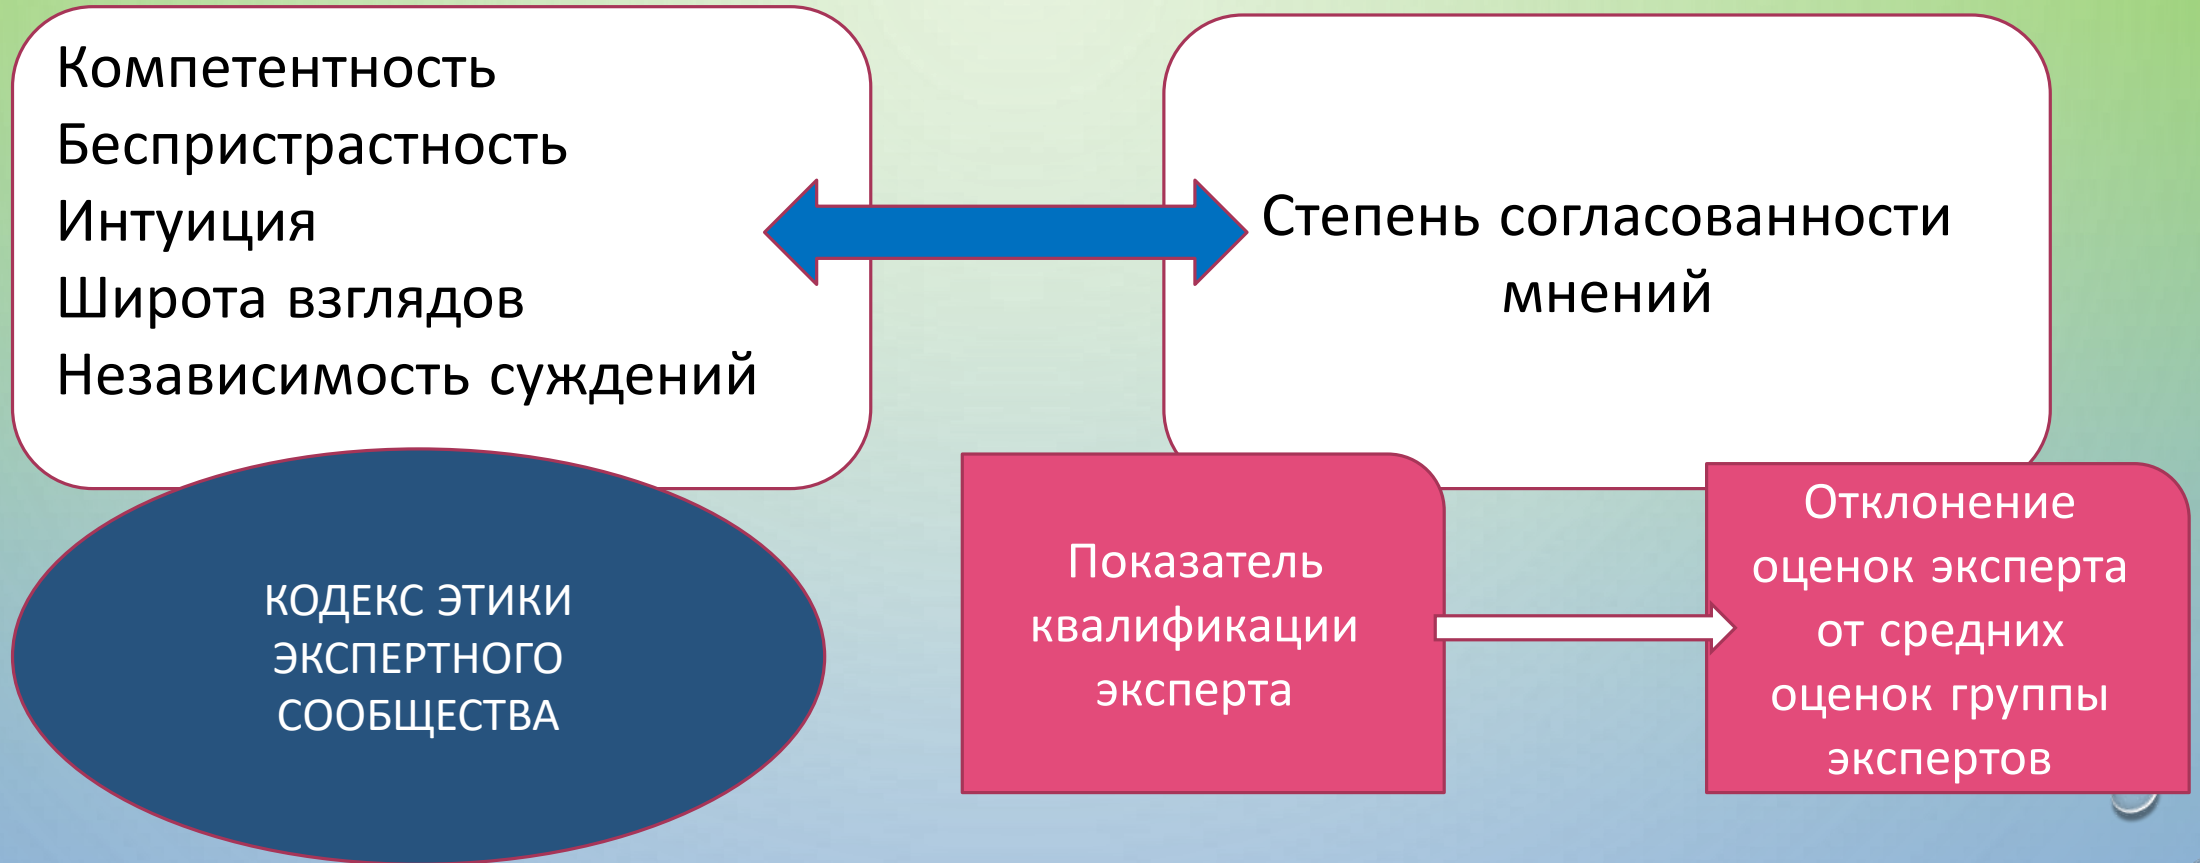 Компетентность
Беспристрастность
Интуиция
Широта взглядов
Независимость суждений
Степень согласованности
мнений
КОДЕКС ЭТИКИ
ЭКСПЕРТНОГО
СООБЩЕСТВА
Показатель
квалификации
эксперта
Отклонение
оценок эксперта
от средних
оценок группы
экспертов